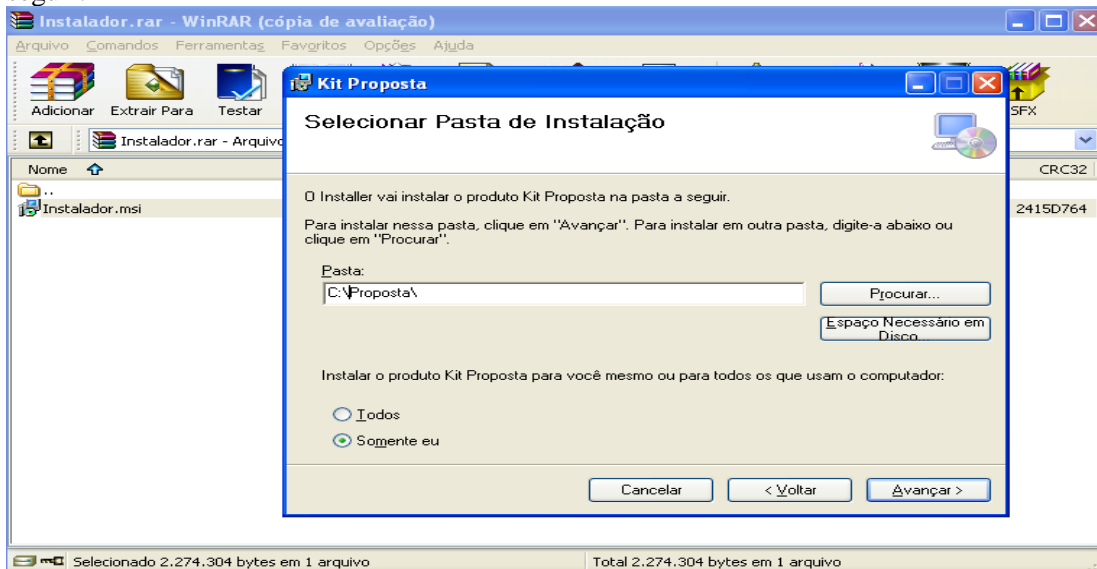 Instalador.rar - WinRAR (cópia de avaliação)
Arquivo Comandos Ferramentas Favoritos Opções Ajuda
Adicionar Extrair Para Testar SFX
Instalador.rar - Arquivo
Nome CRC32
..
Instalador.msi 2415D764
Kit Proposta
Selecionar Pasta de Instalação
O Installer vai instalar o produto Kit Proposta na pasta a seguir.
Para instalar nessa pasta, clique em "Avançar". Para instalar em outra pasta, digite-a abaixo ou
clique em "Procurar".
Pasta:
C:\Proposta\
Procurar...
Espaço Necessário em
Disco...
Instalar o produto Kit Proposta para você mesmo ou para todos os que usam o computador:
Todos
Somente eu
Cancelar < Voltar Avançar >
Selecionado 2.274.304 bytes em 1 arquivo Total 2.274.304 bytes em 1 arquivo